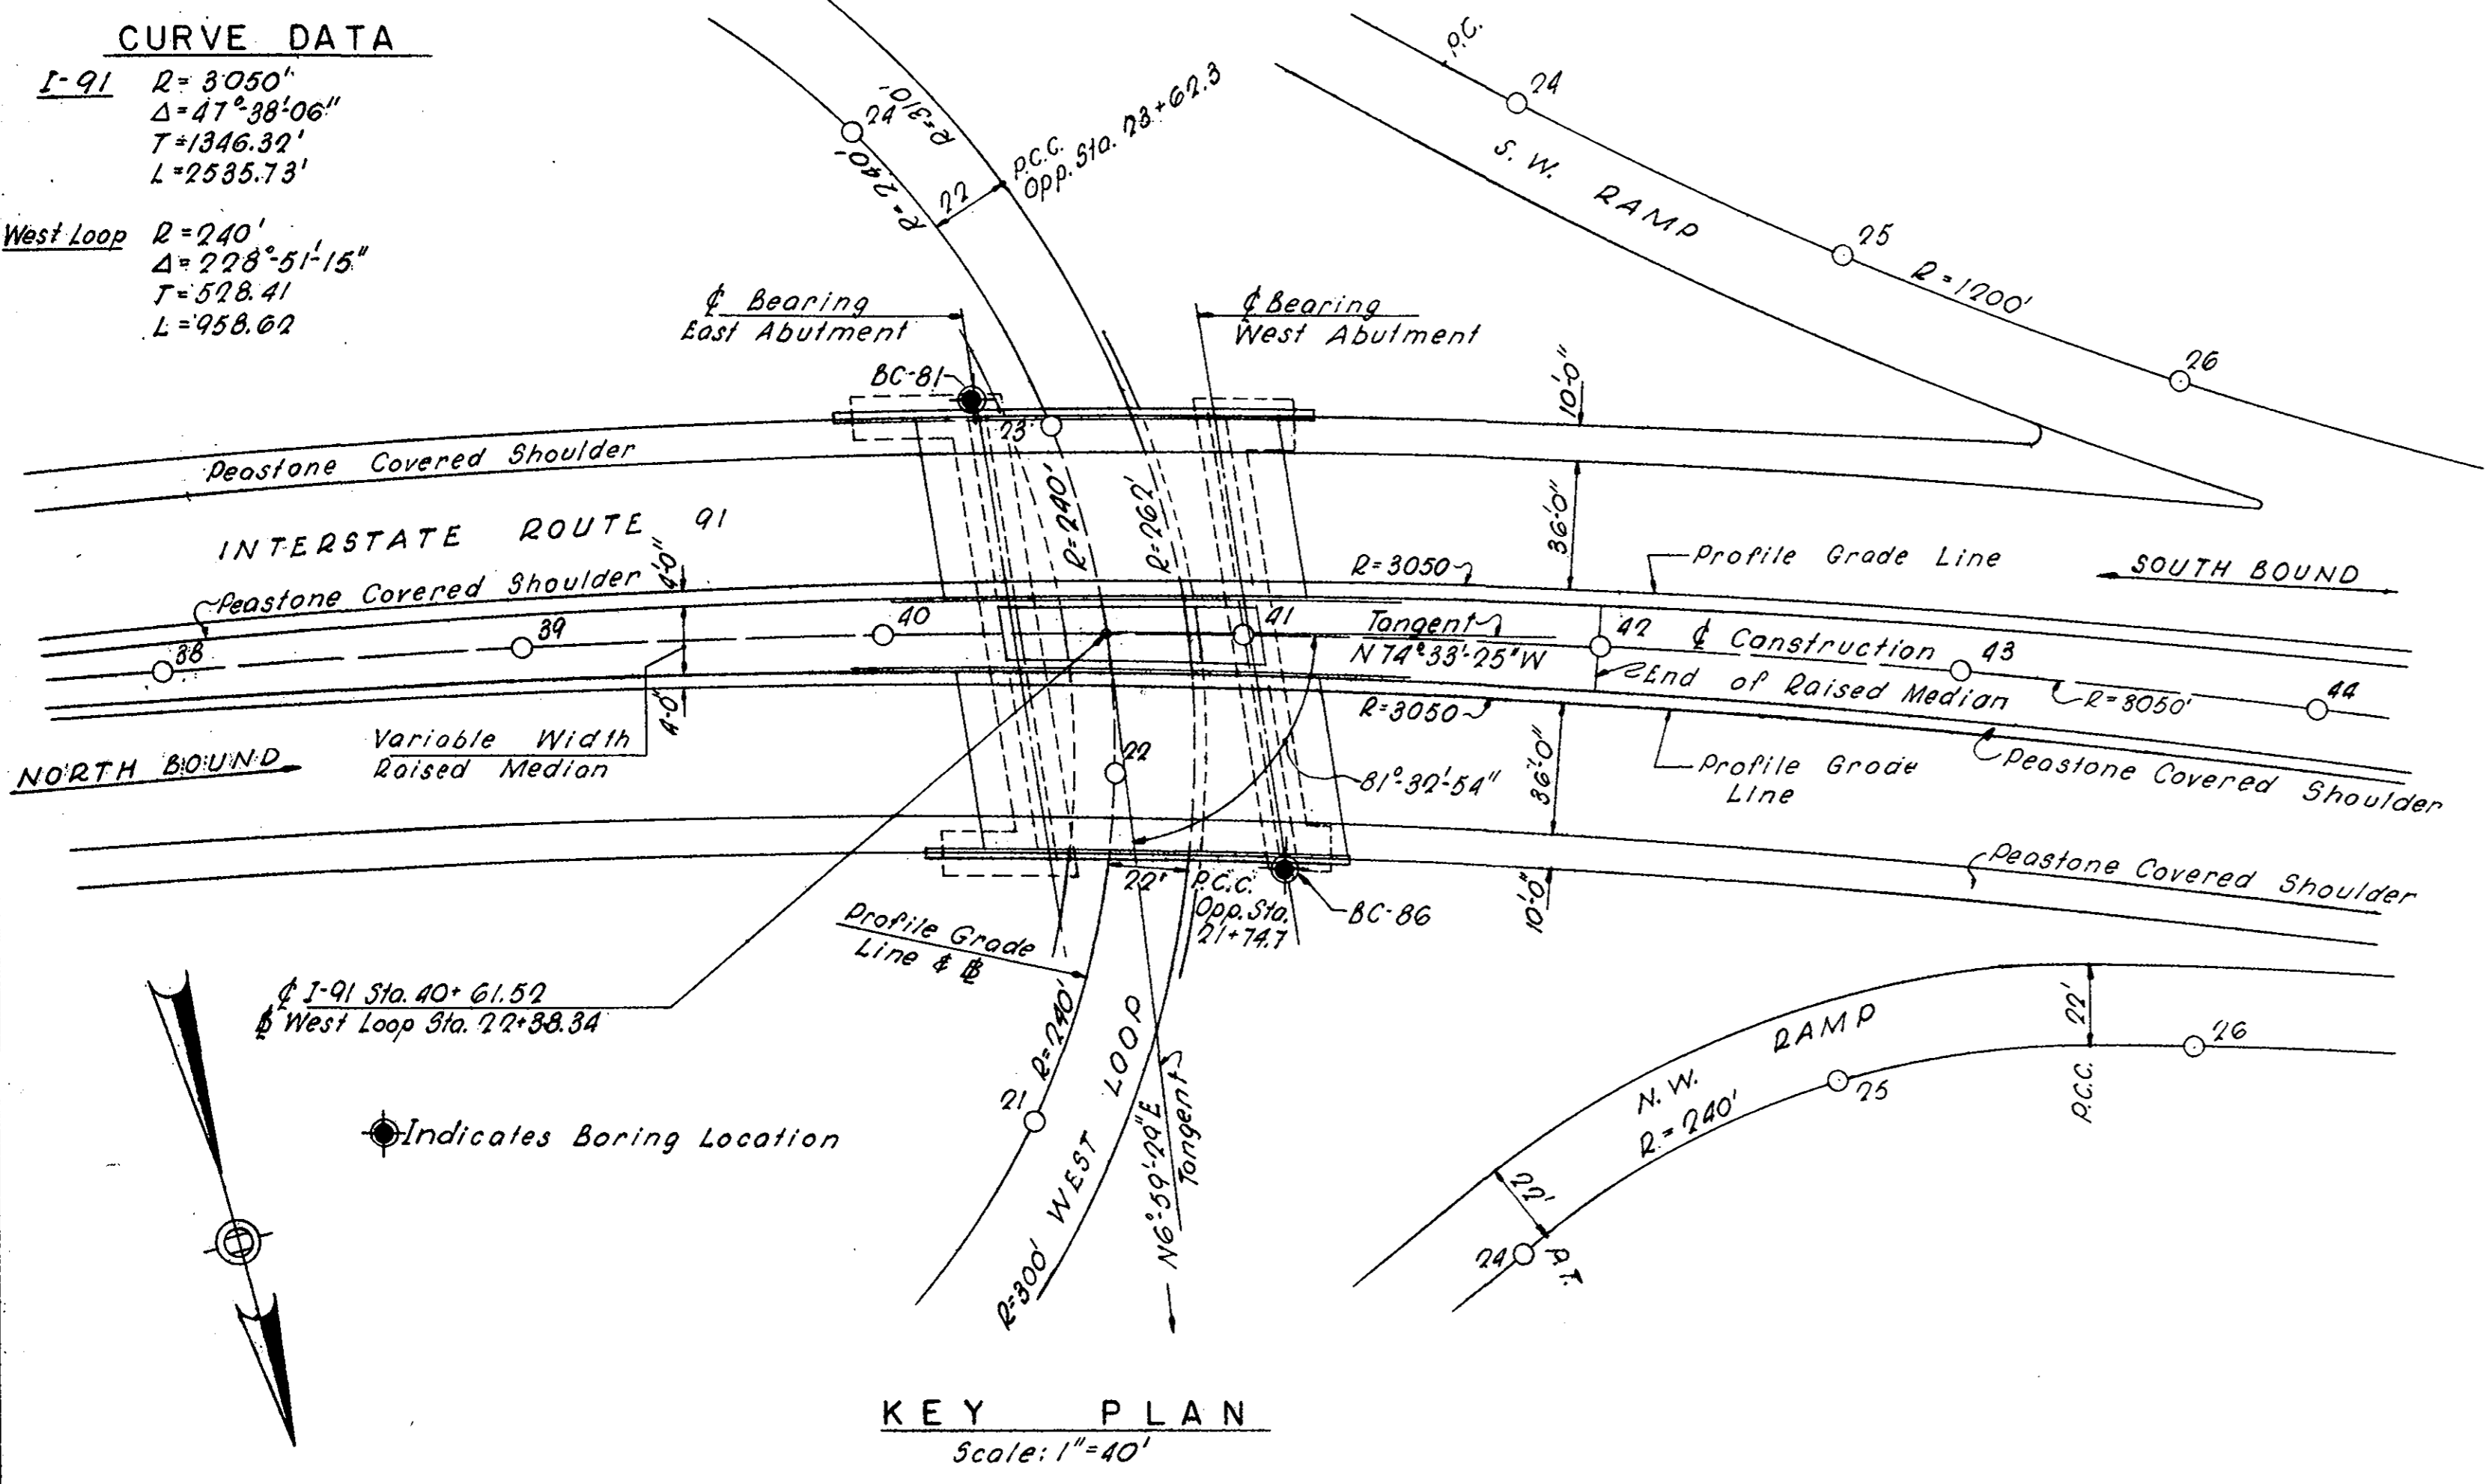 CURVE DATA
I-91 R=3050'
Δ=47°-38'-06"
T=1346.32'
L=2535.73'
West Loop R=240'
Δ=228°-51'-15"
T=528.41
L=958.62
R=310'
24
R=240'
22
P.C.C.
Opp. Sta. 23+62.3
P.C.
24
S.W. RAMP
25
R=1200'
26
℄ Bearing
East Abutment
℄ Bearing
West Abutment
BC-81
23
10'-0"
Peastone Covered Shoulder
INTERSTATE ROUTE 91
R=240'
R=262'
36'-0"
Peastone Covered Shoulder
4'-0"
R=3050
Profile Grade Line
SOUTH BOUND
38
39
40
41
Tangent
N 74°33'-25"W
42
℄ Construction
43
44
End of Raised Median
R=3050'
R=3050
4'-0"
Variable Width
Raised Median
NORTH BOUND
22
81°-32'-54"
36'-0"
Profile Grade
Line
Peastone Covered Shoulder
Peastone Covered Shoulder
22'
P.C.C.
Opp. Sta.
21+74.7
BC-86
10'-0"
Profile Grade
Line & ⅊
℄ I-91 Sta. 40+61.52
⅊ West Loop Sta. 22+38.34
R=240'
21
WEST LOOP
R=300'
N6°-59'-29"E
Tangent
Indicates Boring Location
N.W. RAMP
R=240'
22'
24
P.T.
25
22'
P.C.C.
26
KEY PLAN
Scale: 1"=40'